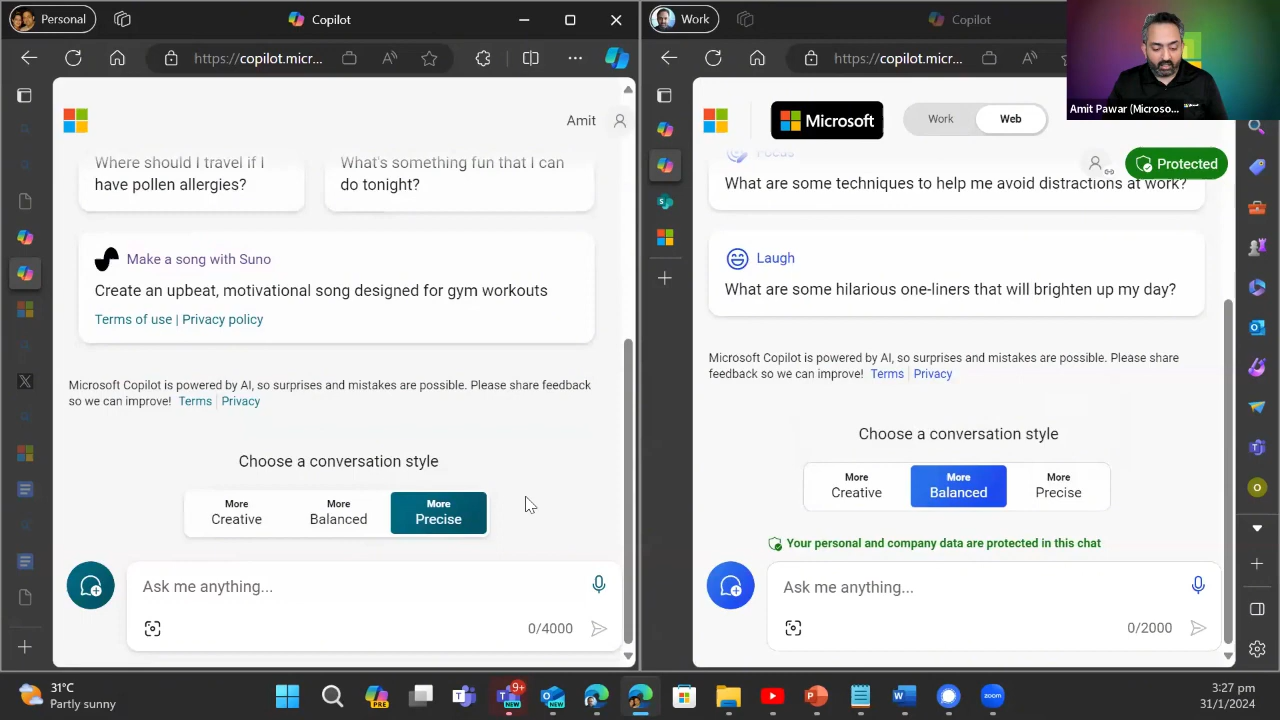 Personal
Copilot
https://copilot.micr...
Amit
Where should I travel if I
have pollen allergies?
What's something fun that I can
do tonight?
Make a song with Suno
Create an upbeat, motivational song designed for gym workouts
Terms of use | Privacy policy
Microsoft Copilot is powered by AI, so surprises and mistakes are possible. Please share feedback
so we can improve! Terms | Privacy
Choose a conversation style
More
Creative
More
Balanced
More
Precise
Ask me anything...
0/4000
Work
Copilot
https://copilot.micr...
Amit Pawar (Microso...
Microsoft
Work
Web
Protected
Focus
What are some techniques to help me avoid distractions at work?
Laugh
What are some hilarious one-liners that will brighten up my day?
Microsoft Copilot is powered by AI, so surprises and mistakes are possible. Please share feedback
so we can improve! Terms | Privacy
Choose a conversation style
More
Creative
More
Balanced
More
Precise
Your personal and company data are protected in this chat
Ask me anything...
0/2000
31°C
Partly sunny
PRE
9+
NEW
NEW
zoom
3:27 pm
31/1/2024